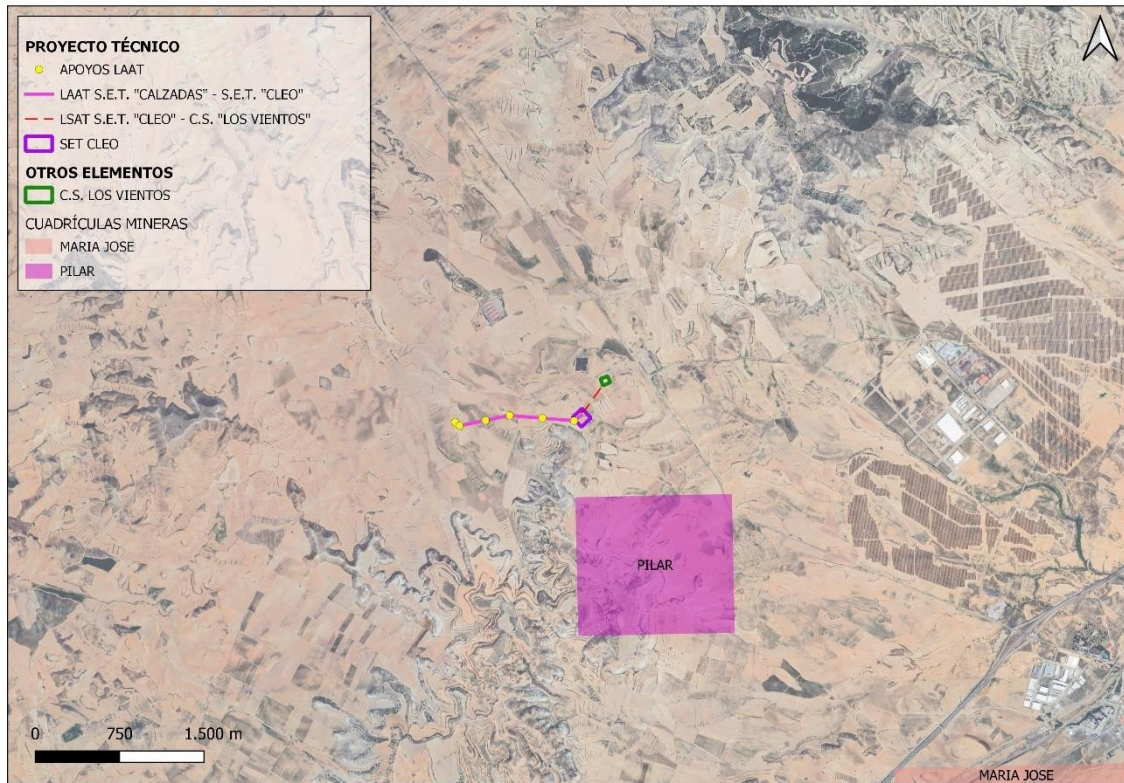 PROYECTO TÉCNICO
APOYOS LAAT
LAAT S.E.T. "CALZADAS" - S.E.T. "CLEO"
LSAT S.E.T. "CLEO" - C.S. "LOS VIENTOS"
SET CLEO
OTROS ELEMENTOS
C.S. LOS VIENTOS
CUADRÍCULAS MINERAS
MARIA JOSE
PILAR
PILAR
0 750 1.500 m
MARIA JOSE